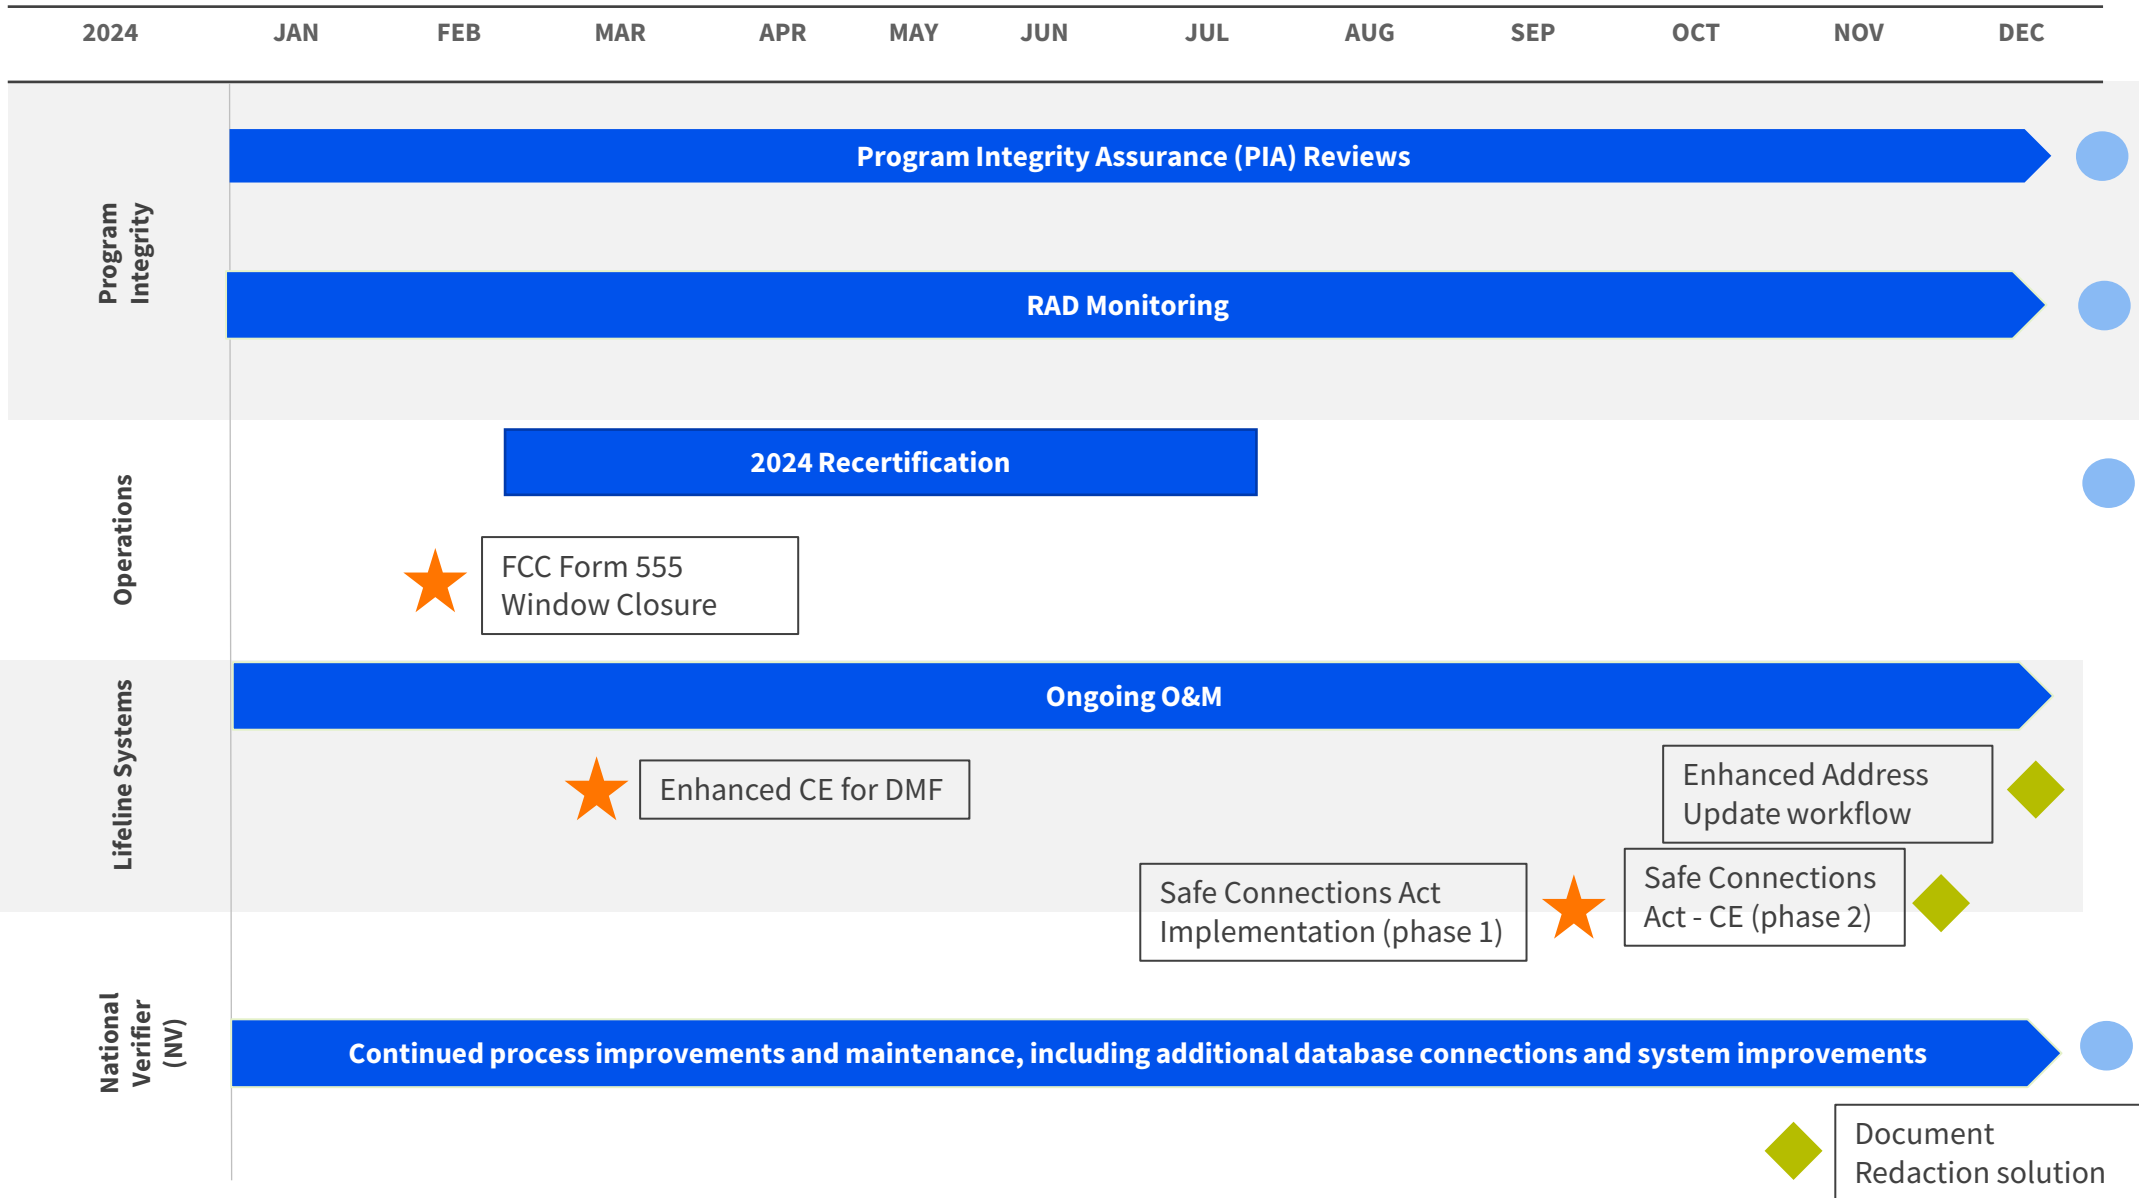 2024 JAN FEB MAR APR MAY JUN JUL AUG SEP OCT NOV DEC
Program
Integrity
Program Integrity Assurance (PIA) Reviews
RAD Monitoring
Operations
2024 Recertification
FCC Form 555
Window Closure
Lifeline Systems
Ongoing O&M
Enhanced CE for DMF
Enhanced Address
Update workflow
Safe Connections Act
Implementation (phase 1)
Safe Connections
Act - CE (phase 2)
National
Verifier
(NV)
Continued process improvements and maintenance, including additional database connections and system improvements
Document
Redaction solution